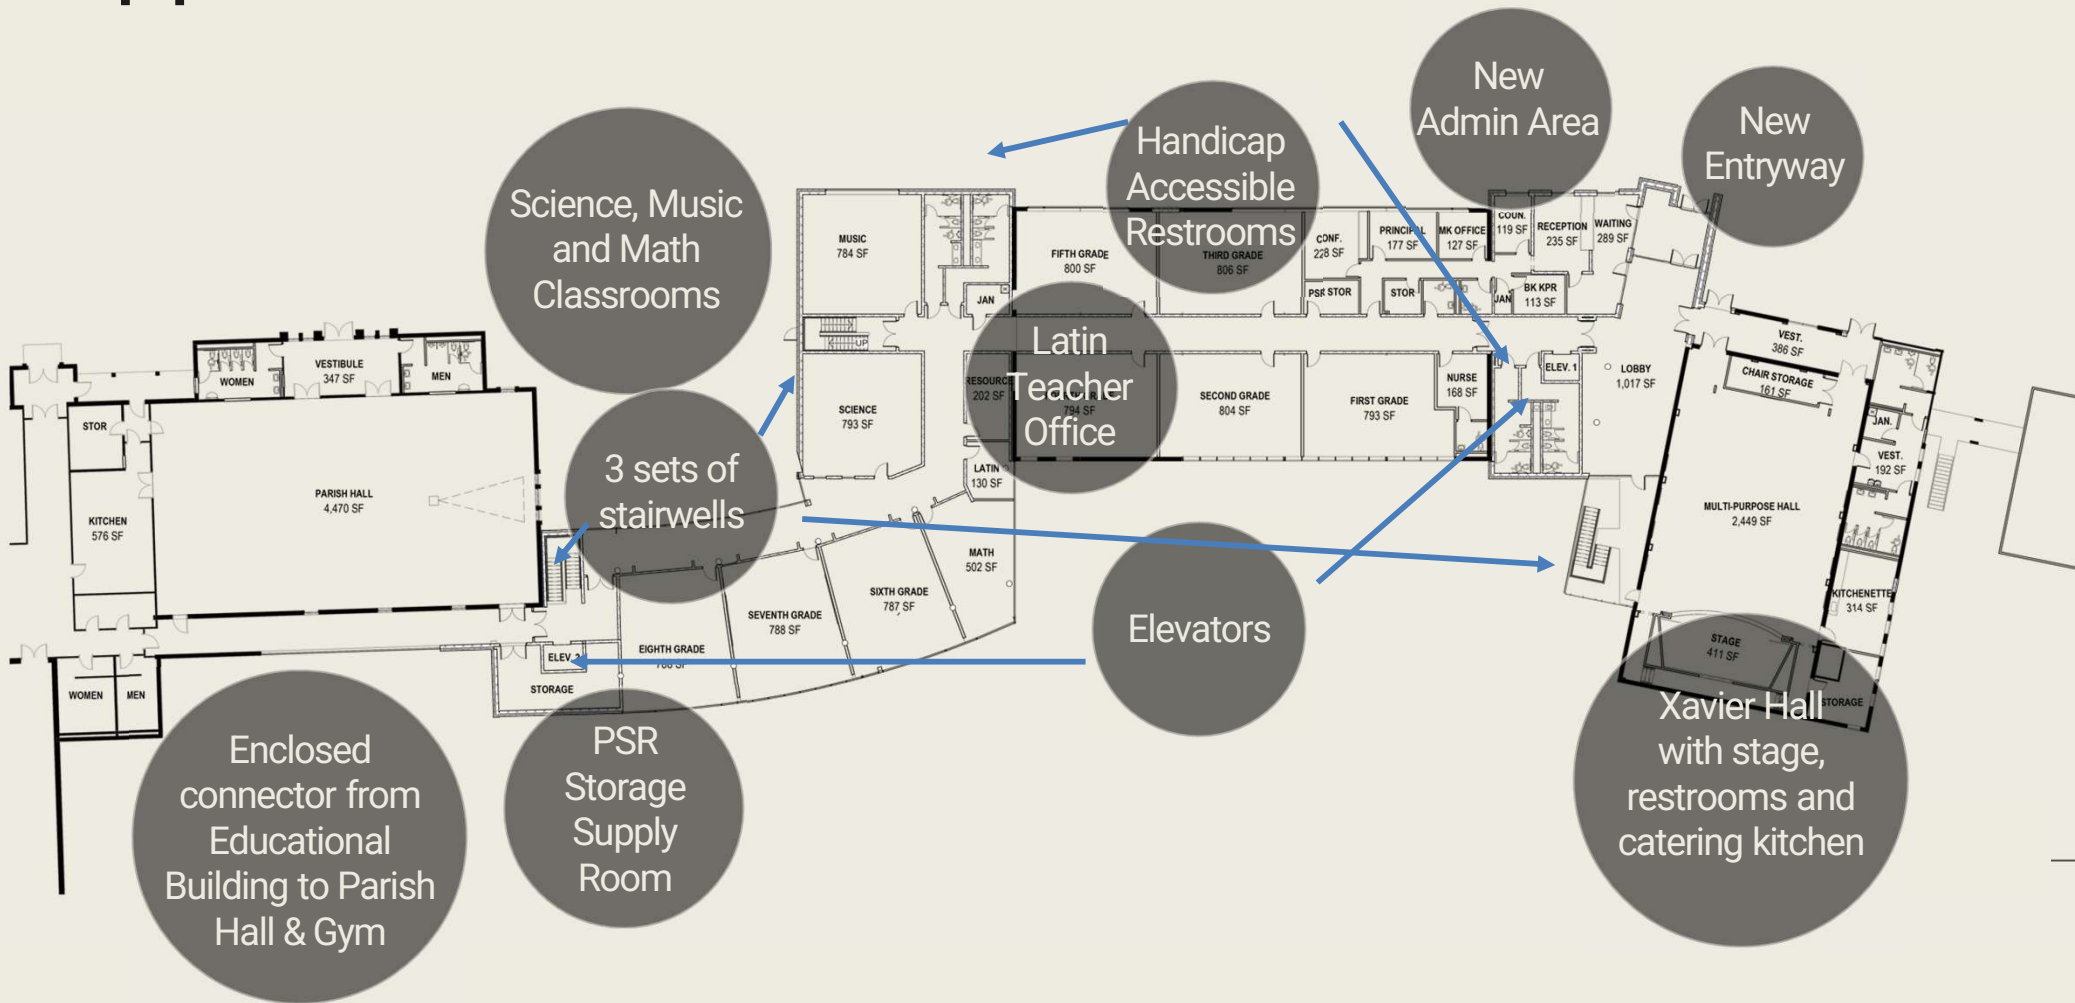 New
Admin Area
New
Entryway
Handicap
Accessible
Restrooms
Science, Music
and Math
Classrooms
Latin
Teacher
Office
3 sets of
stairwells
Elevators
Enclosed
connector from
Educational
Building to Parish
Hall & Gym
PSR
Storage
Supply
Room
Xavier Hall
with stage,
restrooms and
catering kitchen
MUSIC
784 SF
JAN
UP
SCIENCE
793 SF
RESOURCE
202 SF
LATIN
130 SF
MATH
502 SF
FIFTH GRADE
800 SF
THIRD GRADE
806 SF
CONF.
228 SF
PRINCIPAL
177 SF
MK OFFICE
127 SF
COUN.
119 SF
RECEPTION
235 SF
WAITING
289 SF
PSR STOR
STOR
JAN
BK KPR
113 SF
794 SF
SECOND GRADE
804 SF
FIRST GRADE
793 SF
NURSE
168 SF
ELEV. 1
LOBBY
1,017 SF
VEST.
386 SF
CHAIR STORAGE
161 SF
JAN.
VEST.
192 SF
MULTI-PURPOSE HALL
2,449 SF
KITCHENETTE
314 SF
STAGE
411 SF
STORAGE
WOMEN
VESTIBULE
347 SF
MEN
STOR
KITCHEN
576 SF
PARISH HALL
4,470 SF
WOMEN
MEN
ELEV.
STORAGE
EIGHTH GRADE
SEVENTH GRADE
788 SF
SIXTH GRADE
787 SF